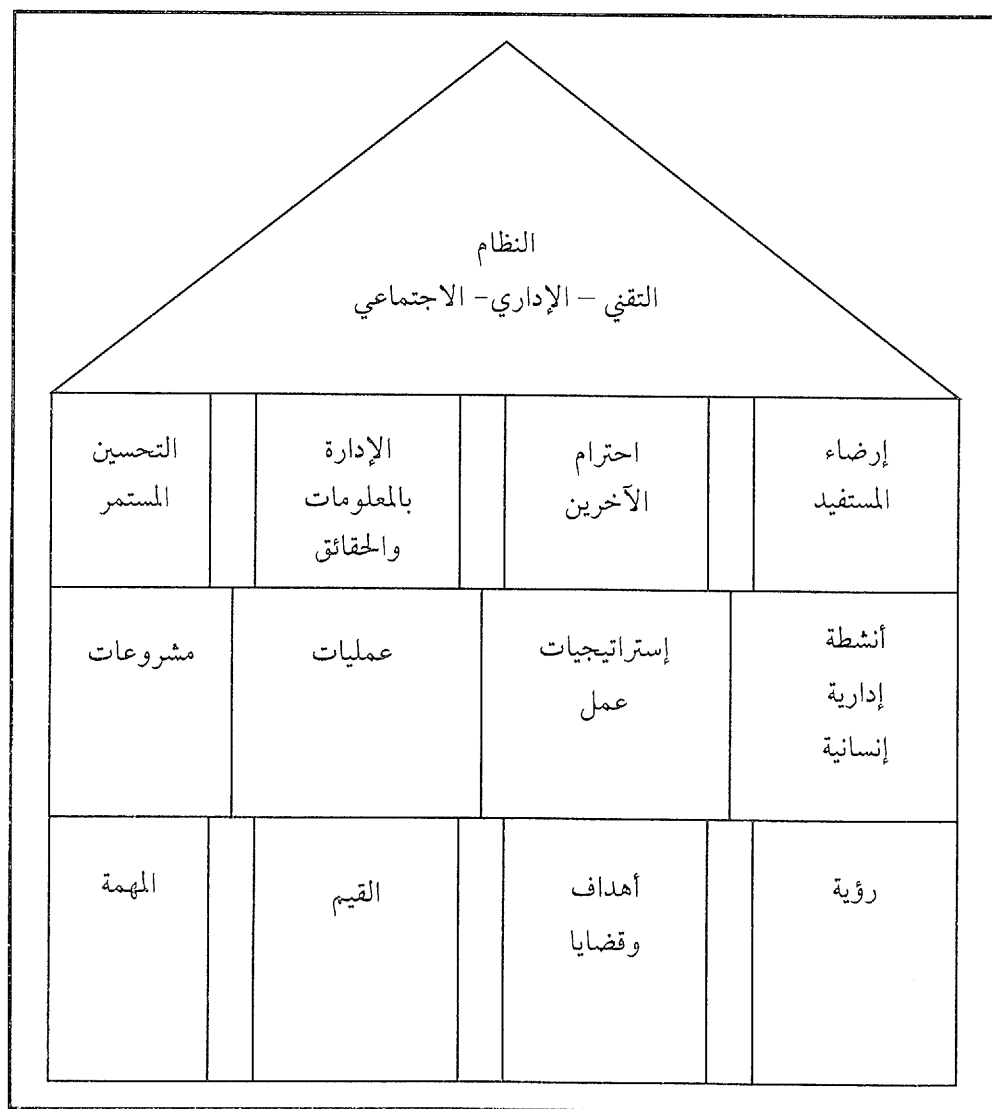 النظام
التقني – الإداري- الاجتماعي
إرضاء
المستفيد
احترام
الآخرين
الإدارة
بالمعلومات
والحقائق
التحسين
المستمر
أنشطة
إدارية
إنسانية
إستراتيجيات
عمل
عمليات
مشروعات
رؤية
أهداف
وقضايا
القيم
المهمة